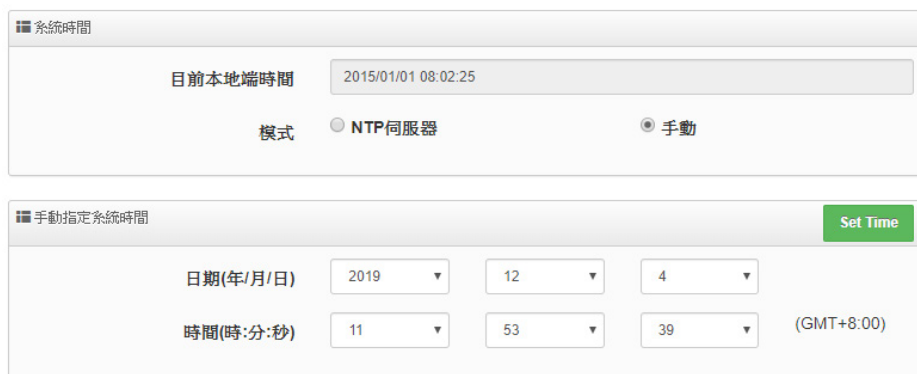 系統時間
目前本地端時間 2015/01/01 08:02:25
模式 NTP伺服器 手動
手動指定系統時間 Set Time
日期(年/月/日) 2019 12 4
時間(時:分:秒) 11 53 39 (GMT+8:00)